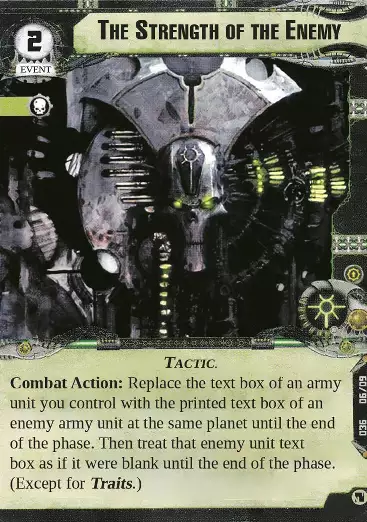 The Strength of the Enemy
2
EVENT
Tactic.
Combat Action: Replace the text box of an army
unit you control with the printed text box of an
enemy army unit at the same planet until the end
of the phase. Then treat that enemy unit text
box as if it were blank until the end of the phase.
(Except for Traits.)
036 06/09